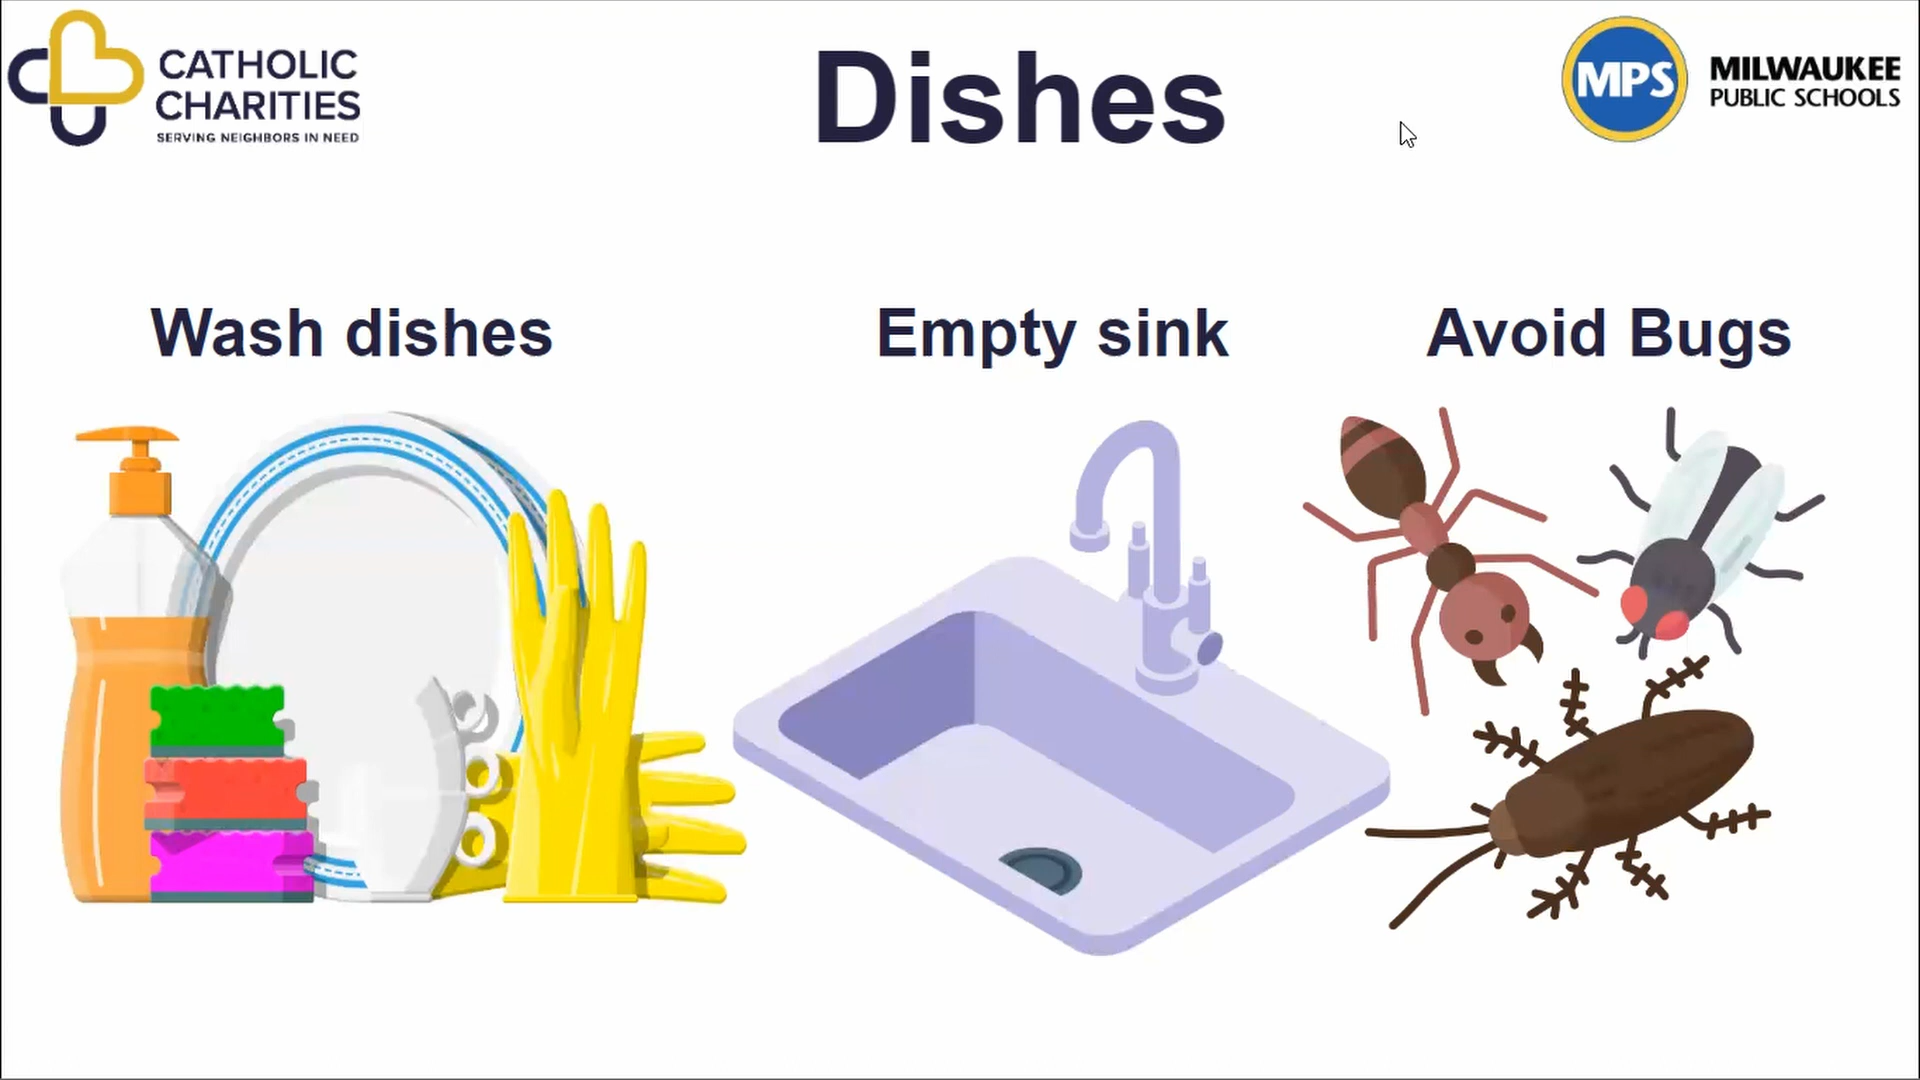 CATHOLIC
CHARITIES
SERVING NEIGHBORS IN NEED
Dishes
MPS
MILWAUKEE
PUBLIC SCHOOLS
Wash dishes
Empty sink
Avoid Bugs